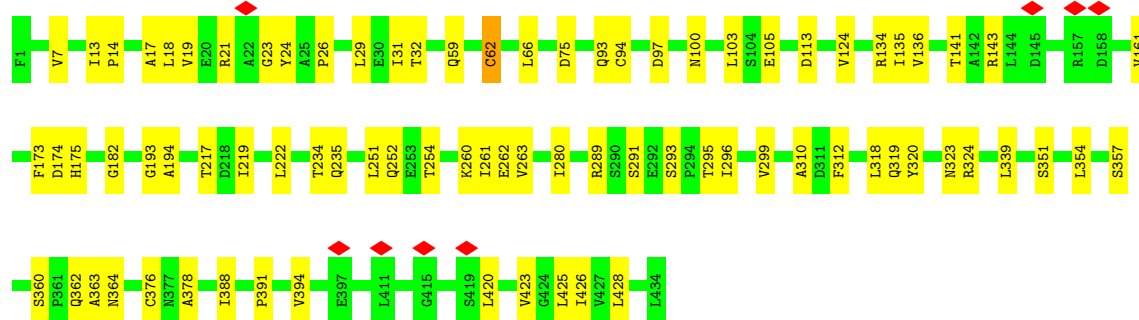 F1 V7 I13 P14 A17 L18 V19 E20 R21 A22 G23 Y24 A25 P26 L29 E30 I31 T32 Q59 C62 L66 D75 Q93 C94 D97 N100 L103 S104 E105 D113 V124 R134 I135 V136 T141 A142 R143 L144 D145 R157 D158 V161
F173 D174 H175 G182 G193 A194 T217 D218 I219 L222 T234 Q235 L251 Q252 E253 T254 K260 I261 E262 V263 I280 R289 S290 S291 E292 S293 P294 T295 I296 V299 A310 D311 F312 L318 Q319 Y320 N323 R324 L339 S351 L354 S357
S360 P361 Q362 A363 N364 C376 N377 A378 I388 P391 V394 E397 L411 G415 S419 L420 V423 G424 L425 I426 V427 L428 L434